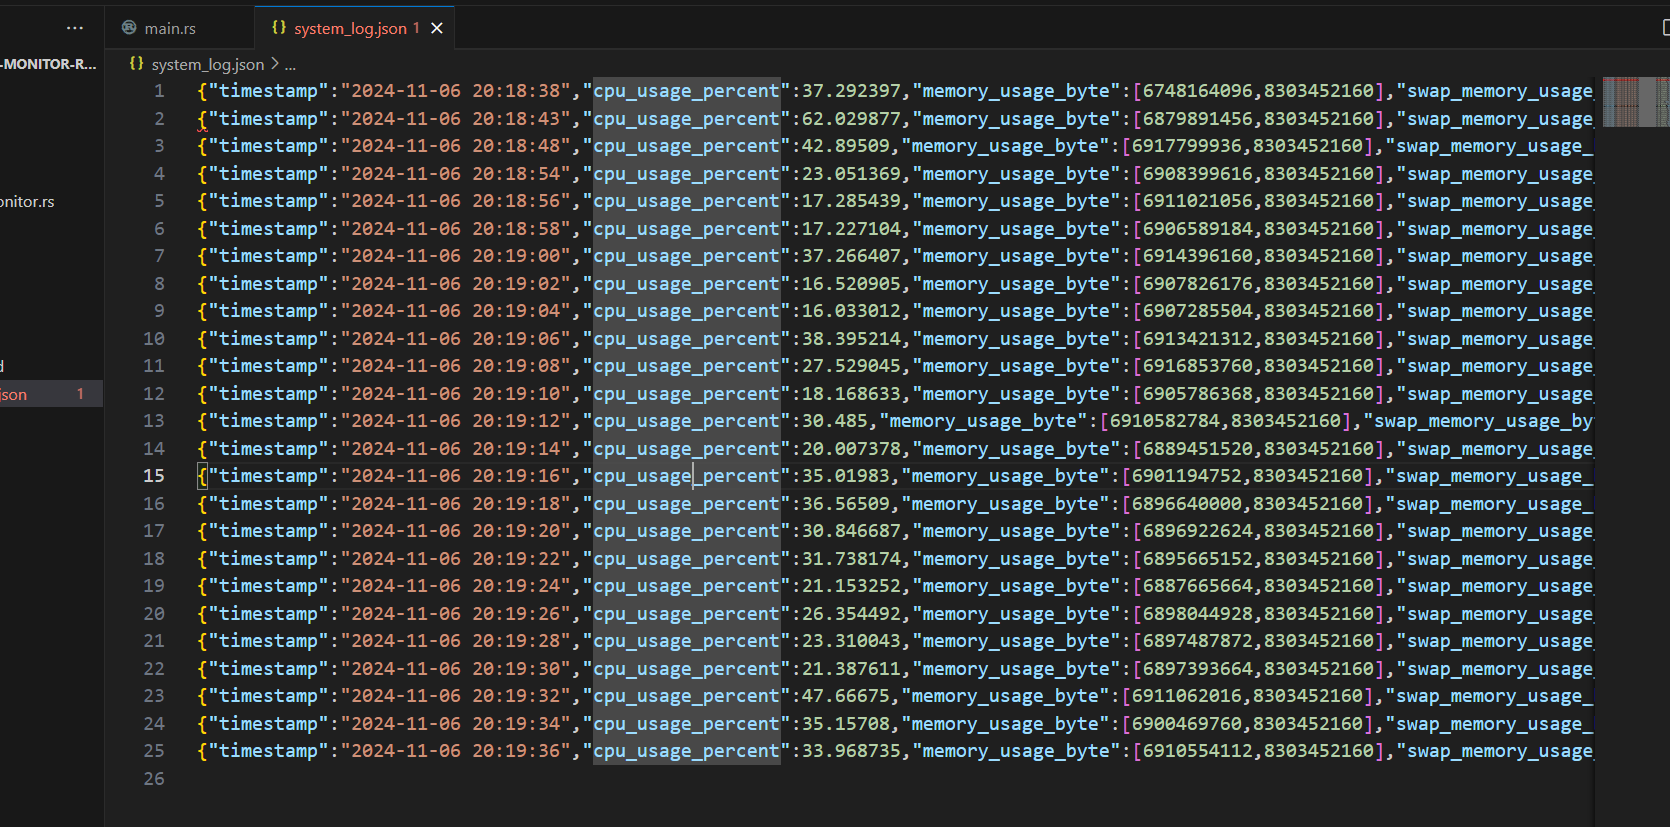 ...
main.rs
{} system_log.json 1 ×
-MONITOR-R...
{} system_log.json > ...
onitor.rs
d
json 1
1 {"timestamp":"2024-11-06 20:18:38","cpu_usage_percent":37.292397,"memory_usage_byte":[6748164096,8303452160],"swap_memory_usage_
2 {"timestamp":"2024-11-06 20:18:43","cpu_usage_percent":62.029877,"memory_usage_byte":[6879891456,8303452160],"swap_memory_usage_
3 {"timestamp":"2024-11-06 20:18:48","cpu_usage_percent":42.89509,"memory_usage_byte":[6917799936,8303452160],"swap_memory_usage_
4 {"timestamp":"2024-11-06 20:18:54","cpu_usage_percent":23.051369,"memory_usage_byte":[6908399616,8303452160],"swap_memory_usage_
5 {"timestamp":"2024-11-06 20:18:56","cpu_usage_percent":17.285439,"memory_usage_byte":[6911021056,8303452160],"swap_memory_usage_
6 {"timestamp":"2024-11-06 20:18:58","cpu_usage_percent":17.227104,"memory_usage_byte":[6906589184,8303452160],"swap_memory_usage_
7 {"timestamp":"2024-11-06 20:19:00","cpu_usage_percent":37.266407,"memory_usage_byte":[6914396160,8303452160],"swap_memory_usage_
8 {"timestamp":"2024-11-06 20:19:02","cpu_usage_percent":16.520905,"memory_usage_byte":[6907826176,8303452160],"swap_memory_usage_
9 {"timestamp":"2024-11-06 20:19:04","cpu_usage_percent":16.033012,"memory_usage_byte":[6907285504,8303452160],"swap_memory_usage_
10 {"timestamp":"2024-11-06 20:19:06","cpu_usage_percent":38.395214,"memory_usage_byte":[6913421312,8303452160],"swap_memory_usage_
11 {"timestamp":"2024-11-06 20:19:08","cpu_usage_percent":27.529045,"memory_usage_byte":[6916853760,8303452160],"swap_memory_usage_
12 {"timestamp":"2024-11-06 20:19:10","cpu_usage_percent":18.168633,"memory_usage_byte":[6905786368,8303452160],"swap_memory_usage_
13 {"timestamp":"2024-11-06 20:19:12","cpu_usage_percent":30.485,"memory_usage_byte":[6910582784,8303452160],"swap_memory_usage_by
14 {"timestamp":"2024-11-06 20:19:14","cpu_usage_percent":20.007378,"memory_usage_byte":[6889451520,8303452160],"swap_memory_usage_
15 {"timestamp":"2024-11-06 20:19:16","cpu_usage_percent":35.01983,"memory_usage_byte":[6901194752,8303452160],"swap_memory_usage_
16 {"timestamp":"2024-11-06 20:19:18","cpu_usage_percent":36.56509,"memory_usage_byte":[6896640000,8303452160],"swap_memory_usage_
17 {"timestamp":"2024-11-06 20:19:20","cpu_usage_percent":30.846687,"memory_usage_byte":[6896922624,8303452160],"swap_memory_usage_
18 {"timestamp":"2024-11-06 20:19:22","cpu_usage_percent":31.738174,"memory_usage_byte":[6895665152,8303452160],"swap_memory_usage_
19 {"timestamp":"2024-11-06 20:19:24","cpu_usage_percent":21.153252,"memory_usage_byte":[6887665664,8303452160],"swap_memory_usage_
20 {"timestamp":"2024-11-06 20:19:26","cpu_usage_percent":26.354492,"memory_usage_byte":[6898044928,8303452160],"swap_memory_usage_
21 {"timestamp":"2024-11-06 20:19:28","cpu_usage_percent":23.310043,"memory_usage_byte":[6897487872,8303452160],"swap_memory_usage_
22 {"timestamp":"2024-11-06 20:19:30","cpu_usage_percent":21.387611,"memory_usage_byte":[6897393664,8303452160],"swap_memory_usage_
23 {"timestamp":"2024-11-06 20:19:32","cpu_usage_percent":47.66675,"memory_usage_byte":[6911062016,8303452160],"swap_memory_usage_
24 {"timestamp":"2024-11-06 20:19:34","cpu_usage_percent":35.15708,"memory_usage_byte":[6900469760,8303452160],"swap_memory_usage_
25 {"timestamp":"2024-11-06 20:19:36","cpu_usage_percent":33.968735,"memory_usage_byte":[6910554112,8303452160],"swap_memory_usage_
26